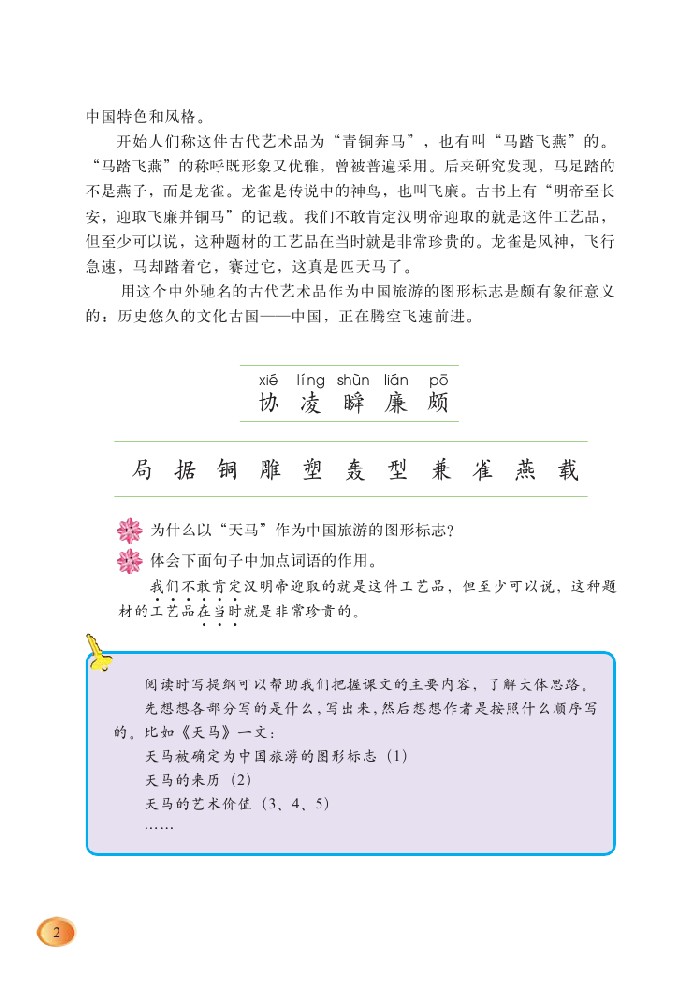 中国特色和风格。
开始人们称这件古代艺术品为“青铜奔马”，也有叫“马踏飞燕”的。
“马踏飞燕”的称呼既形象又优雅，曾被普遍采用。后来研究发现，马足踏的
不是燕子，而是龙雀。龙雀是传说中的神鸟，也叫飞廉。古书上有“明帝至长
安，迎取飞廉并铜马”的记载。我们不敢肯定汉明帝迎取的就是这件工艺品，
但至少可以说，这种题材的工艺品在当时就是非常珍贵的。龙雀是风神，飞行
急速，马却踏着它，赛过它，这真是匹天马了。
用这个中外驰名的古代艺术品作为中国旅游的图形标志是颇有象征意义
的：历史悠久的文化古国——中国，正在腾空飞速前进。
xié líng shùn lián pō
协 凌 瞬 廉 颇
局 据 铜 雕 塑 轰 型 兼 雀 燕 载
为什么以“天马”作为中国旅游的图形标志？
体会下面句子中加点词语的作用。
我们不敢肯定汉明帝迎取的就是这件工艺品，但至少可以说，这种题
材的工艺品在当时就是非常珍贵的。
阅读时写提纲可以帮助我们把握课文的主要内容，了解文体思路。
先想想各部分写的是什么，写出来，然后想想作者是按照什么顺序写
的。比如《天马》一文：
天马被确定为中国旅游的图形标志（1）
天马的来历（2）
天马的艺术价值（3、4、5）
……
2